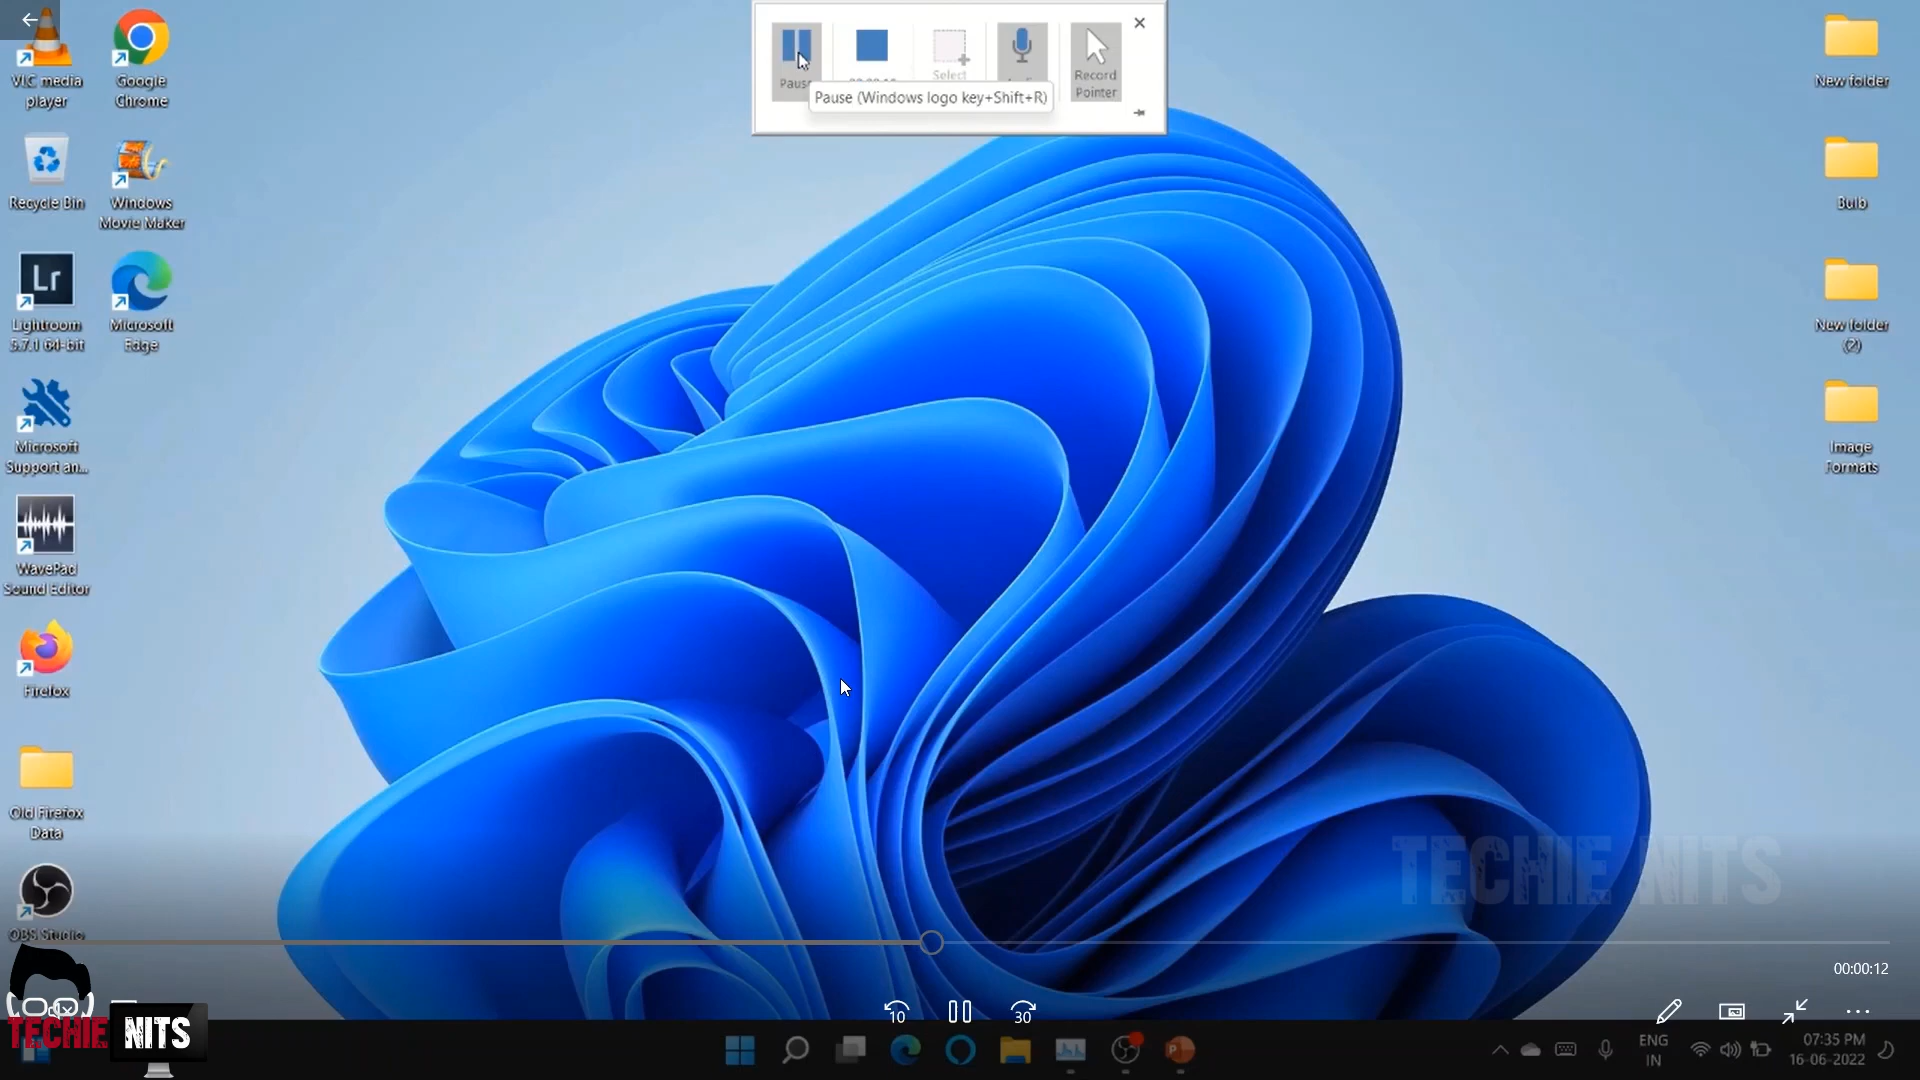 VLC media
player
Google
Chrome
Recycle Bin
Windows
Movie Maker
Lr
Lightroom
5.7.1 64-bit
Microsoft
Edge
Microsoft
Support an...
WavePad
Sound Editor
Firefox
Old Firefox
Data
OBS Studio
Pause
Select
Record
Pointer
Pause (Windows logo key+Shift+R)
New folder
Bulb
New folder
(2)
Image
Formats
TECHIE NITS
00:00:12
10
30
TECHIE NITS
ENG
IN
07:35 PM
16-06-2022